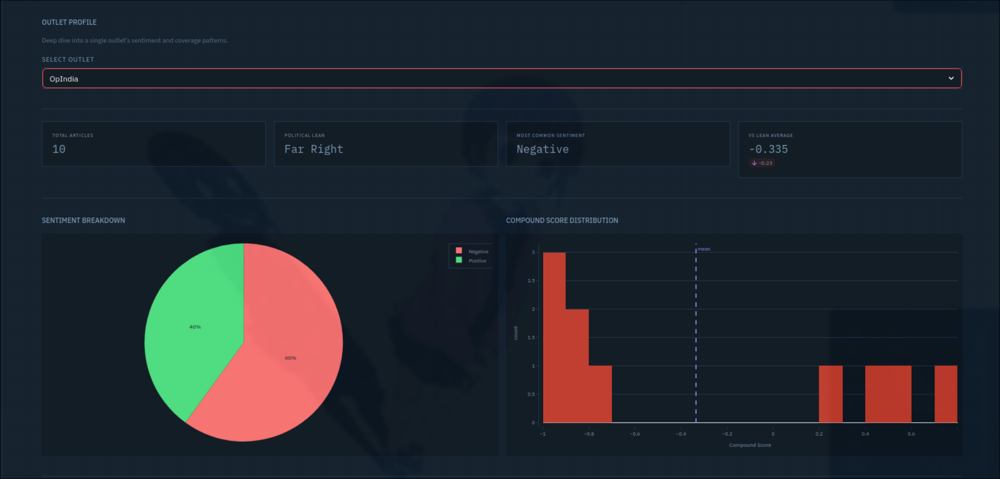 OUTLET PROFILE
Deep dive into a single outlet's sentiment and coverage patterns.
SELECT OUTLET
OpIndia
TOTAL ARTICLES
10
POLITICAL LEAN
Far Right
MOST COMMON SENTIMENT
Negative
VS LEAN AVERAGE
-0.335
-0.23
SENTIMENT BREAKDOWN
Negative
Positive
40%
60%
COMPOUND SCORE DISTRIBUTION
mean
3
2.5
2
1.5
1
0.5
0
count
−1
−0.8
−0.6
−0.4
−0.2
0
0.2
0.4
0.6
Compound Score